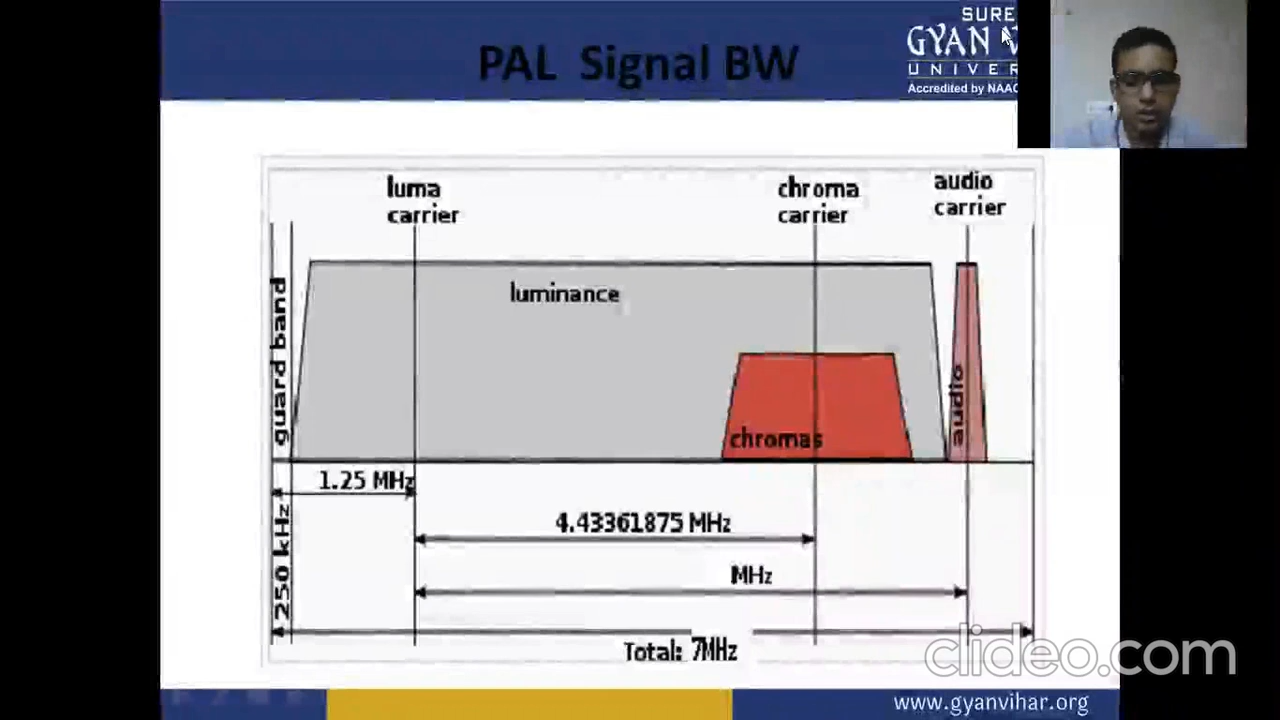 PAL Signal BW
SURE
GYAN
UNIVER
Accredited by NAAC
luma
carrier
chroma
carrier
audio
carrier
guard band
luminance
chromas
audio
1.25 MHz
250 kHz
4.43361875 MHz
MHz
Total: 7MHz
clideo.com
www.gyanvihar.org